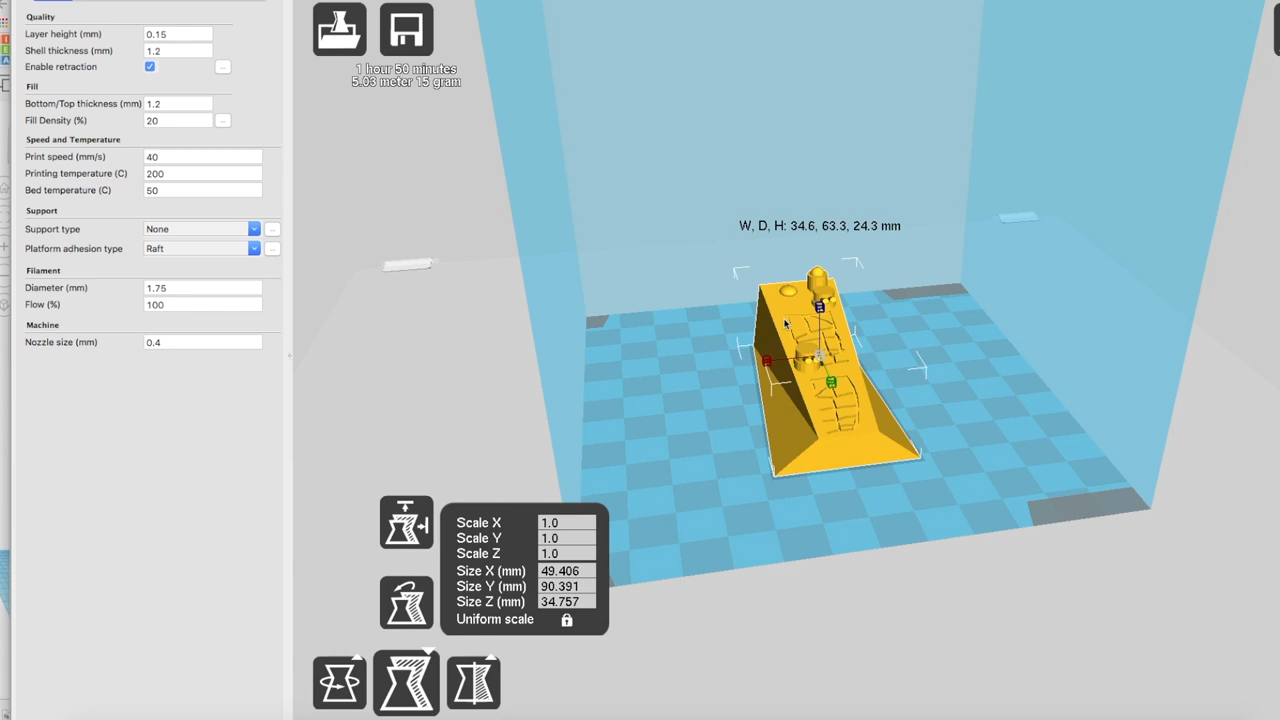 Quality
Layer height (mm) 0.15
Shell thickness (mm) 1.2
Enable retraction ...
Fill
Bottom/Top thickness (mm) 1.2
Fill Density (%) 20 ...
Speed and Temperature
Print speed (mm/s) 40
Printing temperature (C) 200
Bed temperature (C) 50
Support
Support type None ...
Platform adhesion type Raft ...
Filament
Diameter (mm) 1.75
Flow (%) 100
Machine
Nozzle size (mm) 0.4
1 hour 50 minutes
5.03 meter 15 gram
W, D, H: 34.6, 63.3, 24.3 mm
Scale X 1.0
Scale Y 1.0
Scale Z 1.0
Size X (mm) 49.406
Size Y (mm) 90.391
Size Z (mm) 34.757
Uniform scale